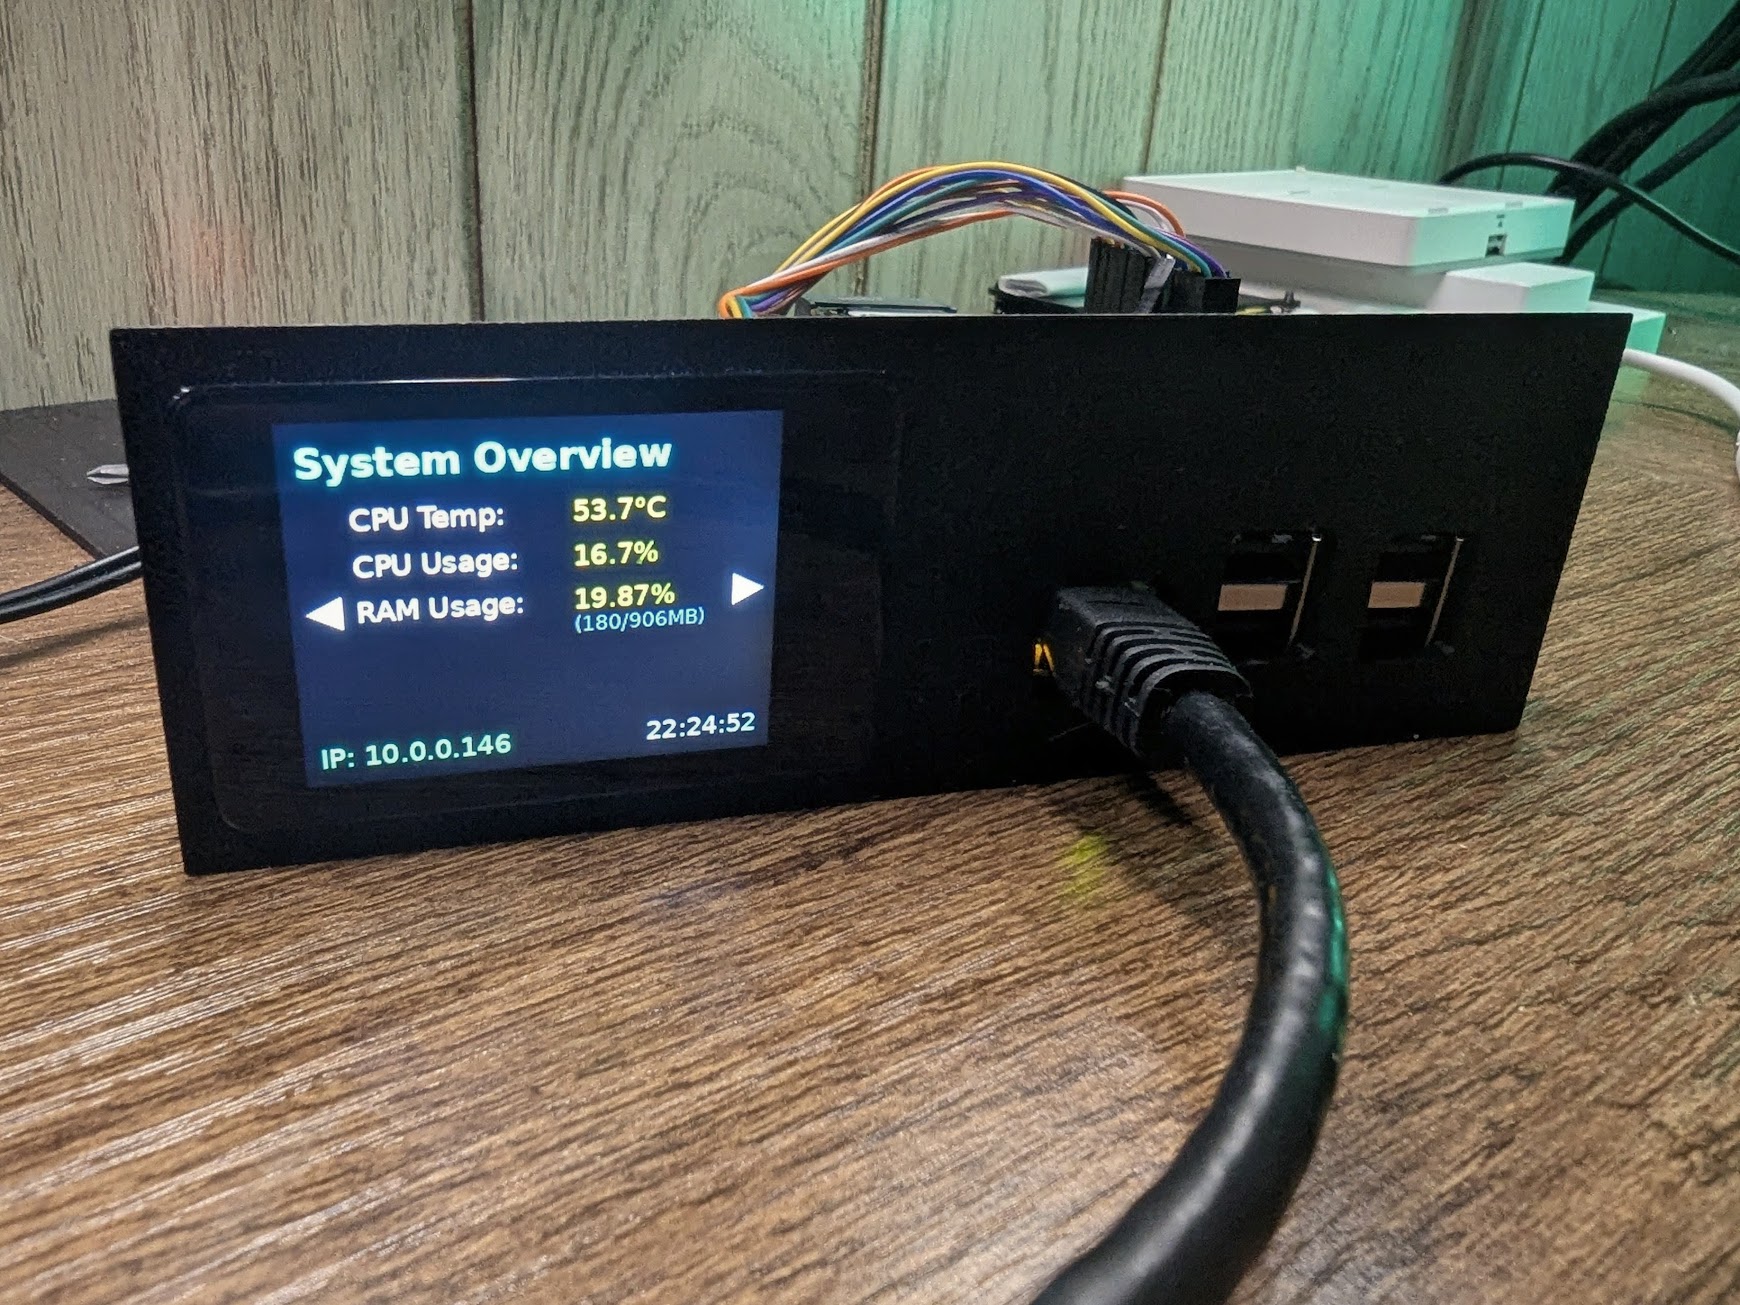 System Overview
CPU Temp: 53.7°C
CPU Usage: 16.7%
RAM Usage: 19.87%
(180/906MB)
IP: 10.0.0.146 22:24:52